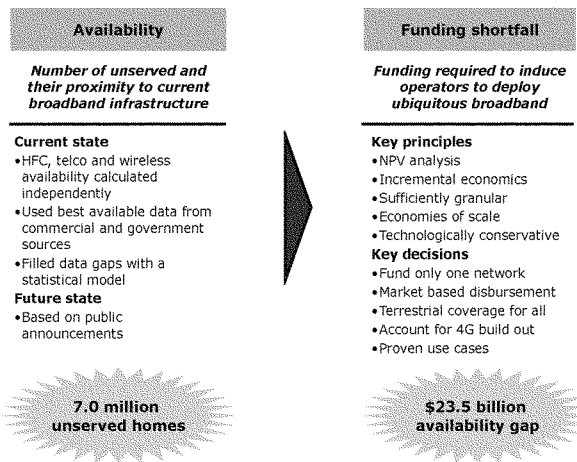 Availability
Number of unserved and
their proximity to current
broadband infrastructure
Current state
•HFC, telco and wireless
availability calculated
independently
•Used best available data from
commercial and government
sources
•Filled data gaps with a
statistical model
Future state
•Based on public
announcements
7.0 million
unserved homes
Funding shortfall
Funding required to induce
operators to deploy
ubiquitous broadband
Key principles
•NPV analysis
•Incremental economics
•Sufficiently granular
•Economies of scale
•Technologically conservative
Key decisions
•Fund only one network
•Market based disbursement
•Terrestrial coverage for all
•Account for 4G build out
•Proven use cases
$23.5 billion
availability gap